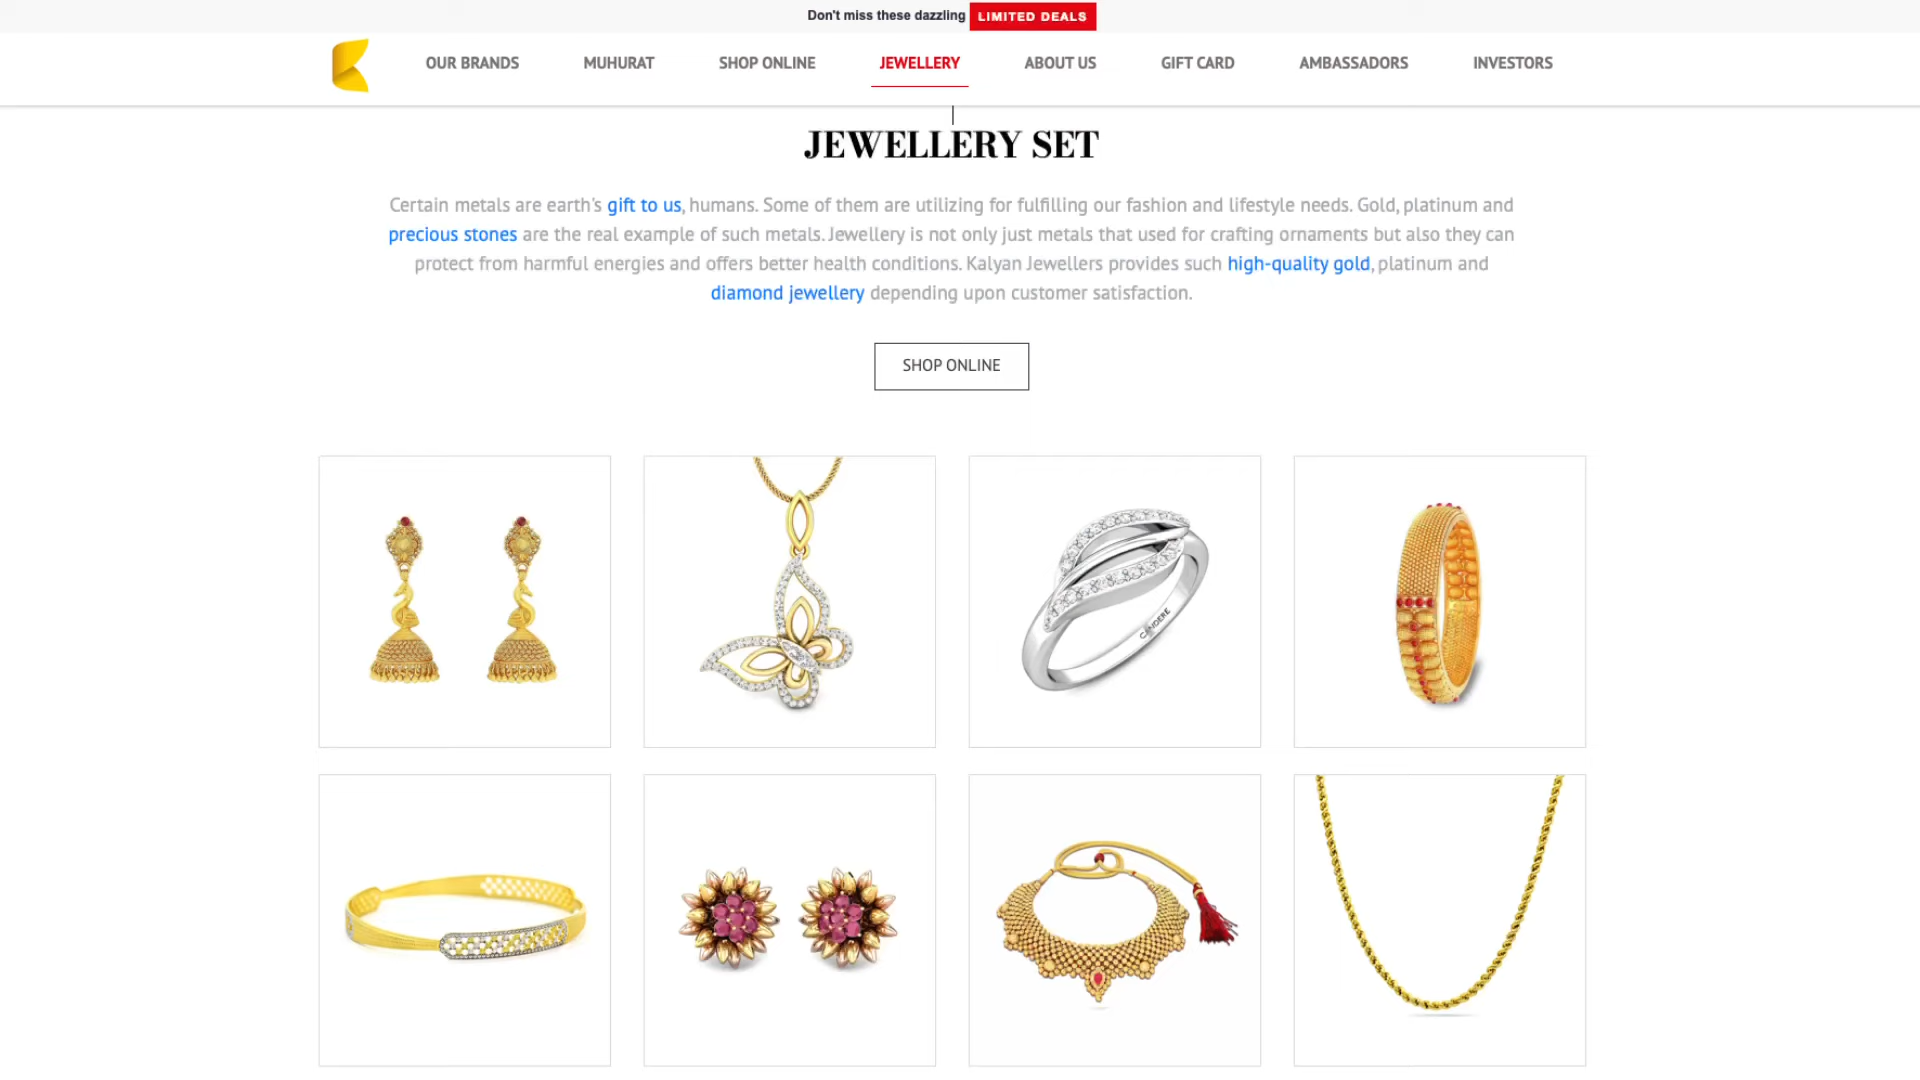 Don't miss these dazzling LIMITED DEALS
OUR BRANDS MUHURAT SHOP ONLINE JEWELLERY ABOUT US GIFT CARD AMBASSADORS INVESTORS
JEWELLERY SET
Certain metals are earth's gift to us, humans. Some of them are utilizing for fulfilling our fashion and lifestyle needs. Gold, platinum and
precious stones are the real example of such metals. Jewellery is not only just metals that used for crafting ornaments but also they can
protect from harmful energies and offers better health conditions. Kalyan Jewellers provides such high-quality gold, platinum and
diamond jewellery depending upon customer satisfaction.
SHOP ONLINE
CANDERE